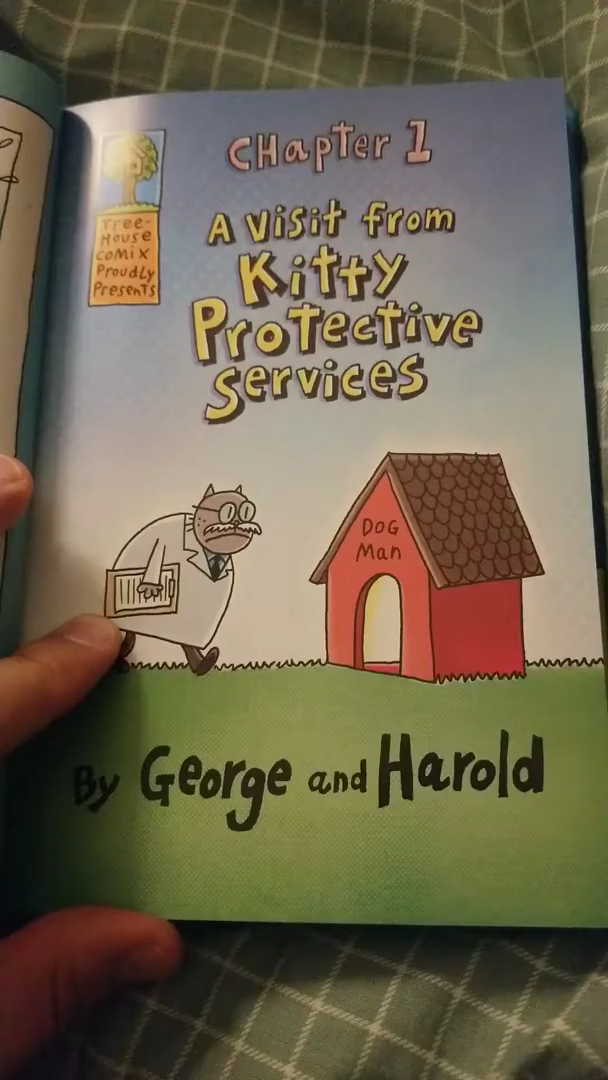 CHapter 1
Tree-
House
comix
Proudly
Presents
A visit from
Kitty
Protective
Services
DOG
Man
By George and Harold